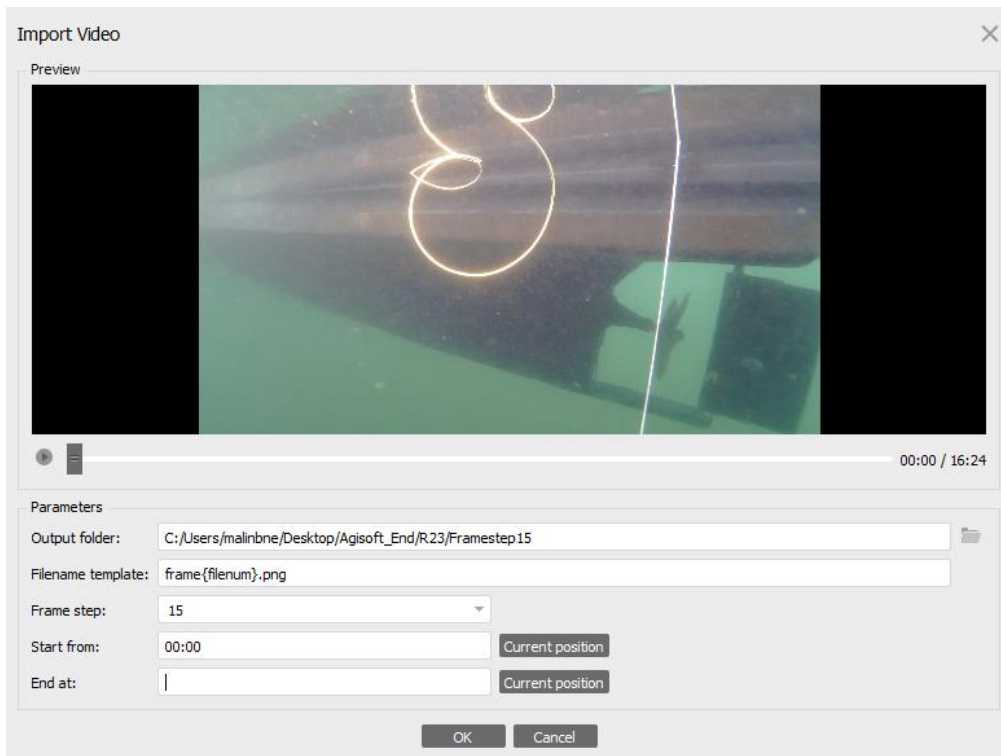 Import Video
Preview
00:00 / 16:24
Parameters
Output folder: C:/Users/malinbne/Desktop/Agisoft_End/R23/Framestep15
Filename template: frame{filenum}.png
Frame step: 15
Start from: 00:00 Current position
End at: Current position
OK Cancel